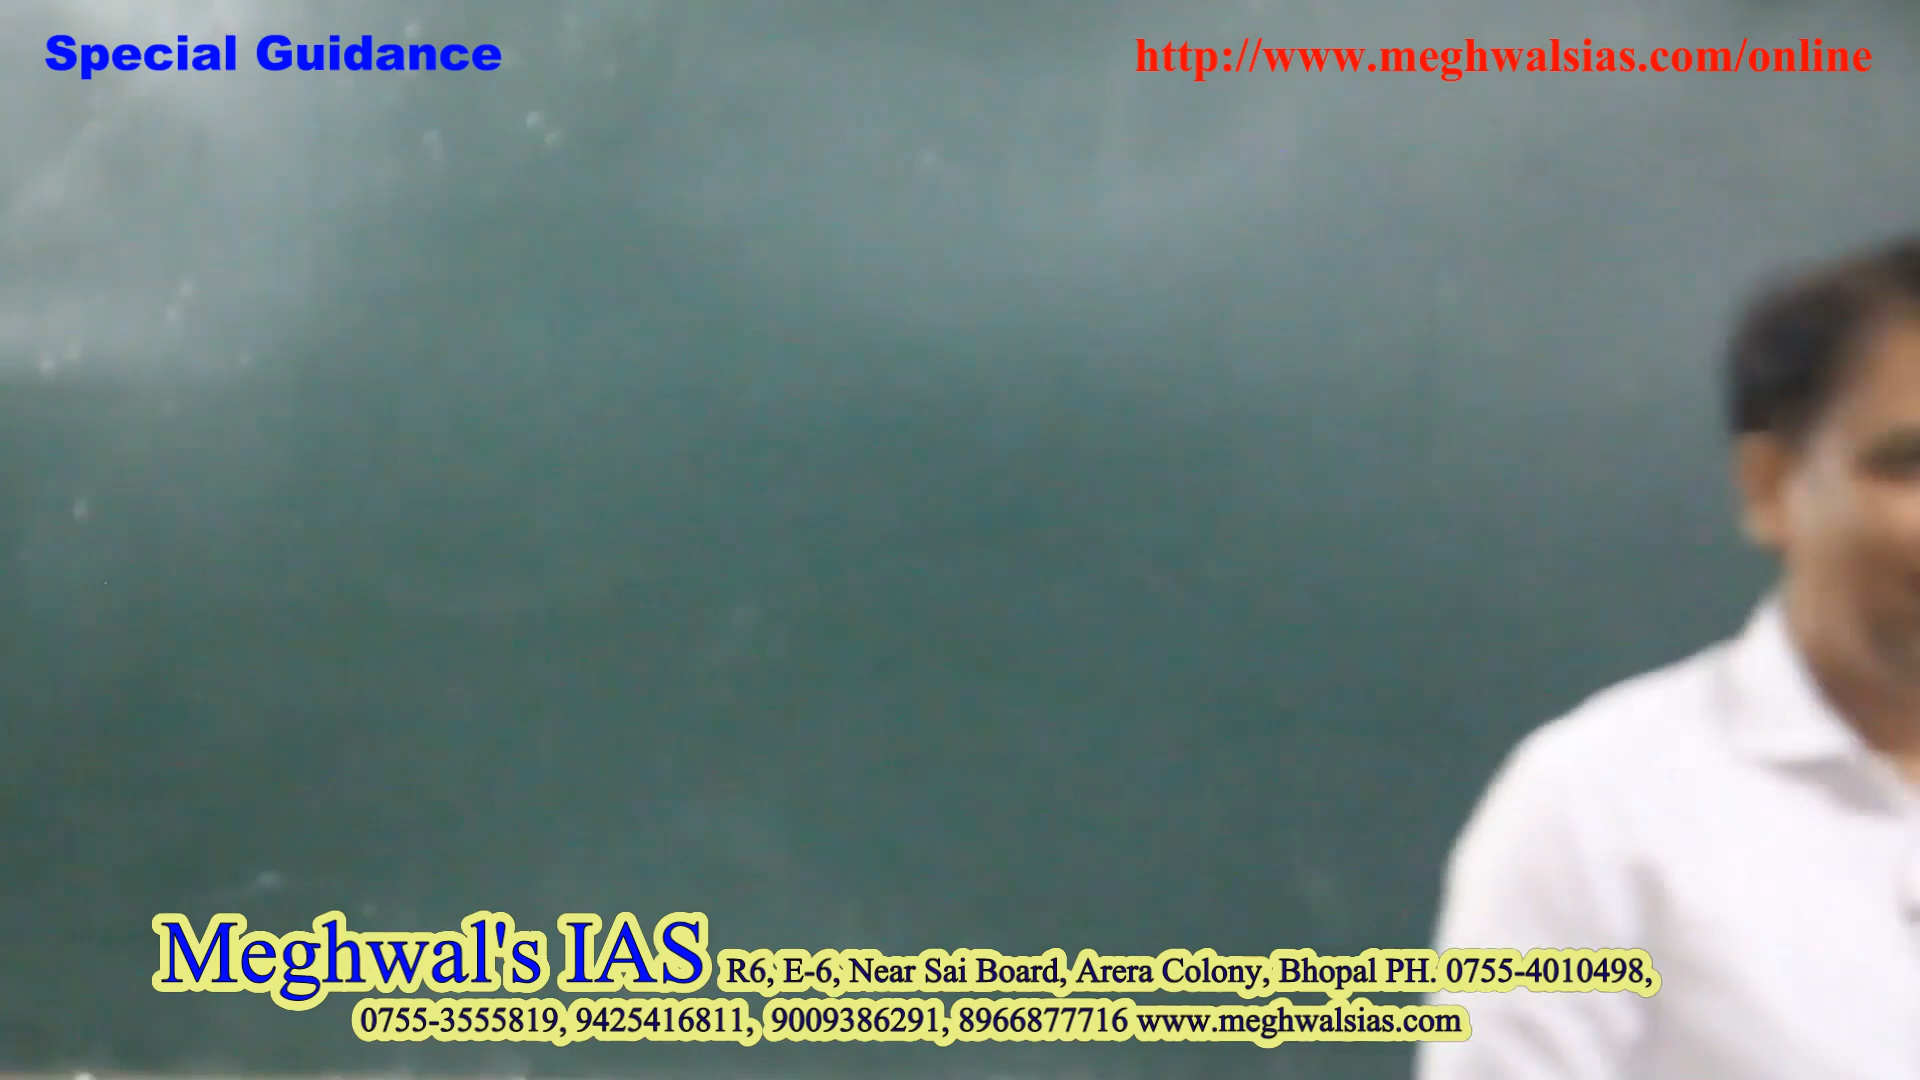 Special Guidance
http://www.meghwalsias.com/online
Meghwal's IAS R6, E-6, Near Sai Board, Arera Colony, Bhopal PH. 0755-4010498,
0755-3555819, 9425416811, 9009386291, 8966877716 www.meghwalsias.com